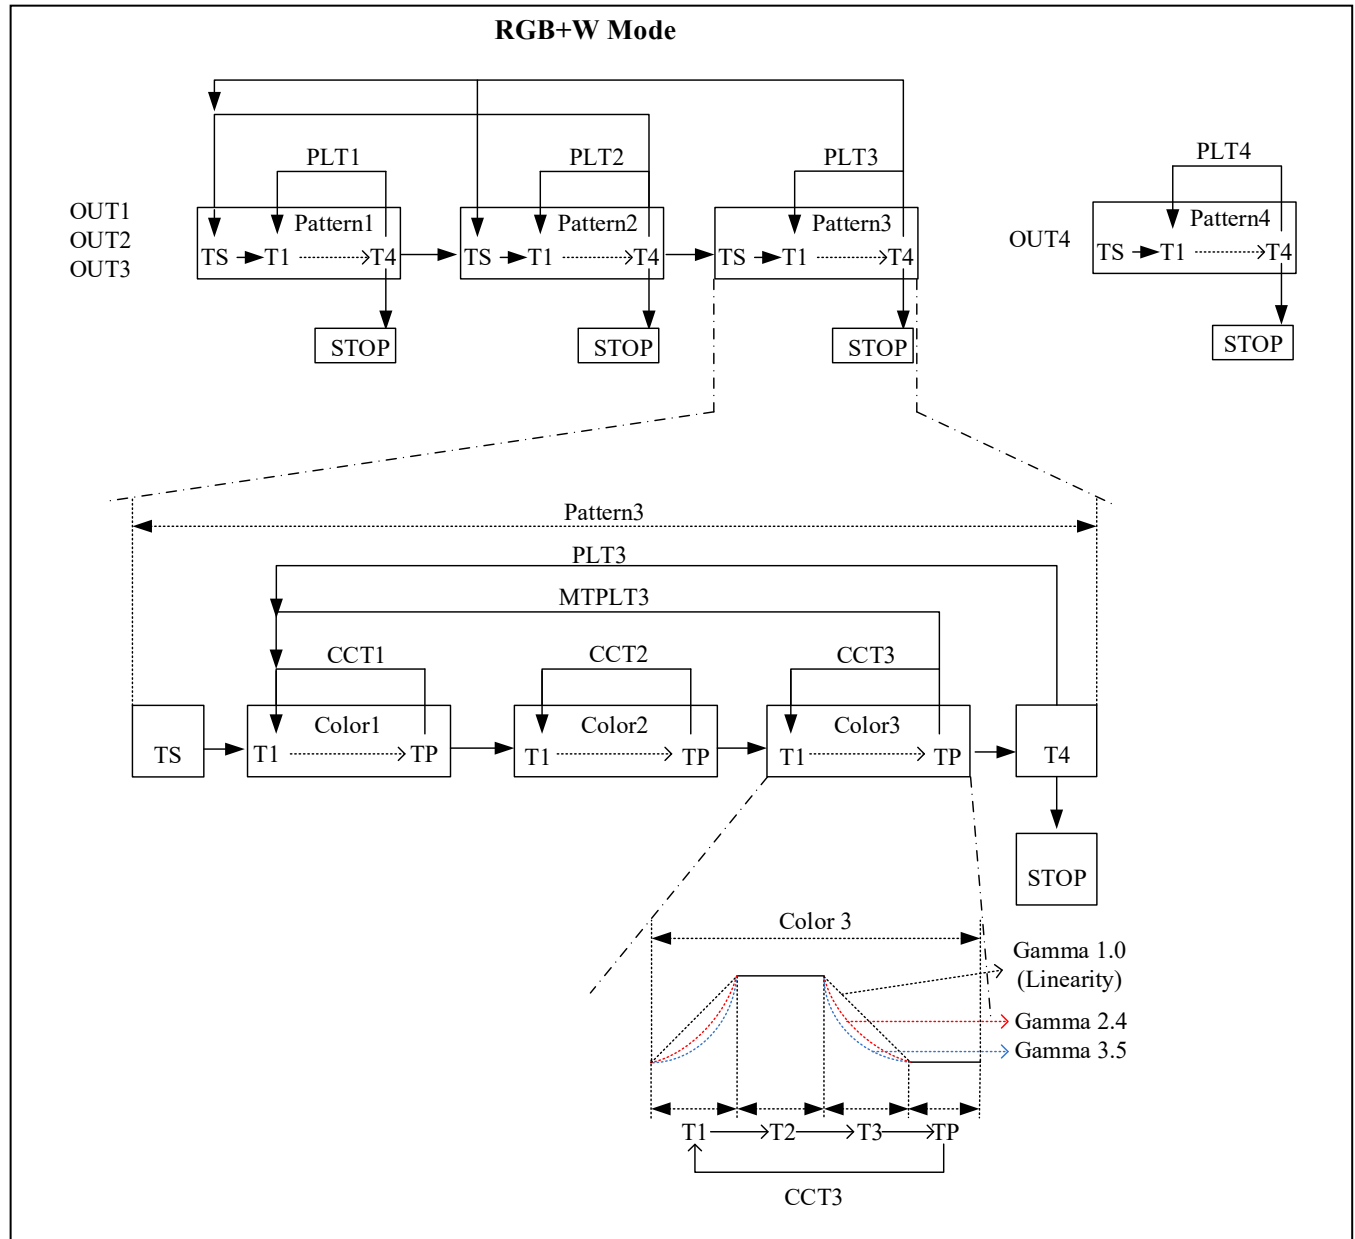 RGB+W Mode
PLT1
PLT2
PLT3
PLT4
OUT1
OUT2
OUT3
Pattern1
TS T1 T4
Pattern2
TS T1 T4
Pattern3
TS T1 T4
OUT4
Pattern4
TS T1 T4
STOP
STOP
STOP
STOP
Pattern3
PLT3
MTPLT3
CCT1
CCT2
CCT3
TS
Color1
T1 TP
Color2
T1 TP
Color3
T1 TP
T4
STOP
Color 3
Gamma 1.0
(Linearity)
Gamma 2.4
Gamma 3.5
T1 T2 T3 TP
CCT3